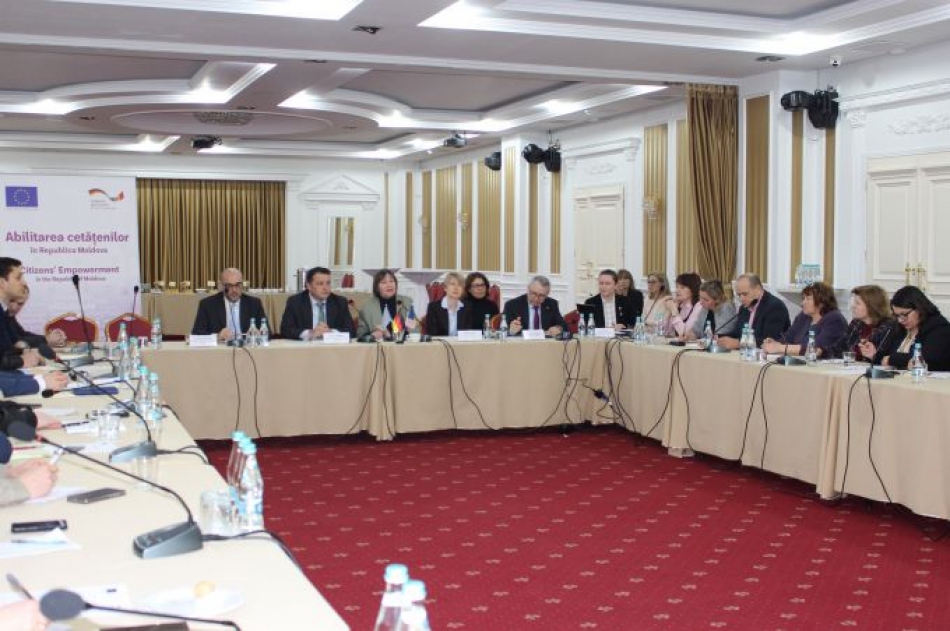 Abilitarea cetățenilor
în Republica Moldova
Citizens' Empowerment
in the Republic of Moldova